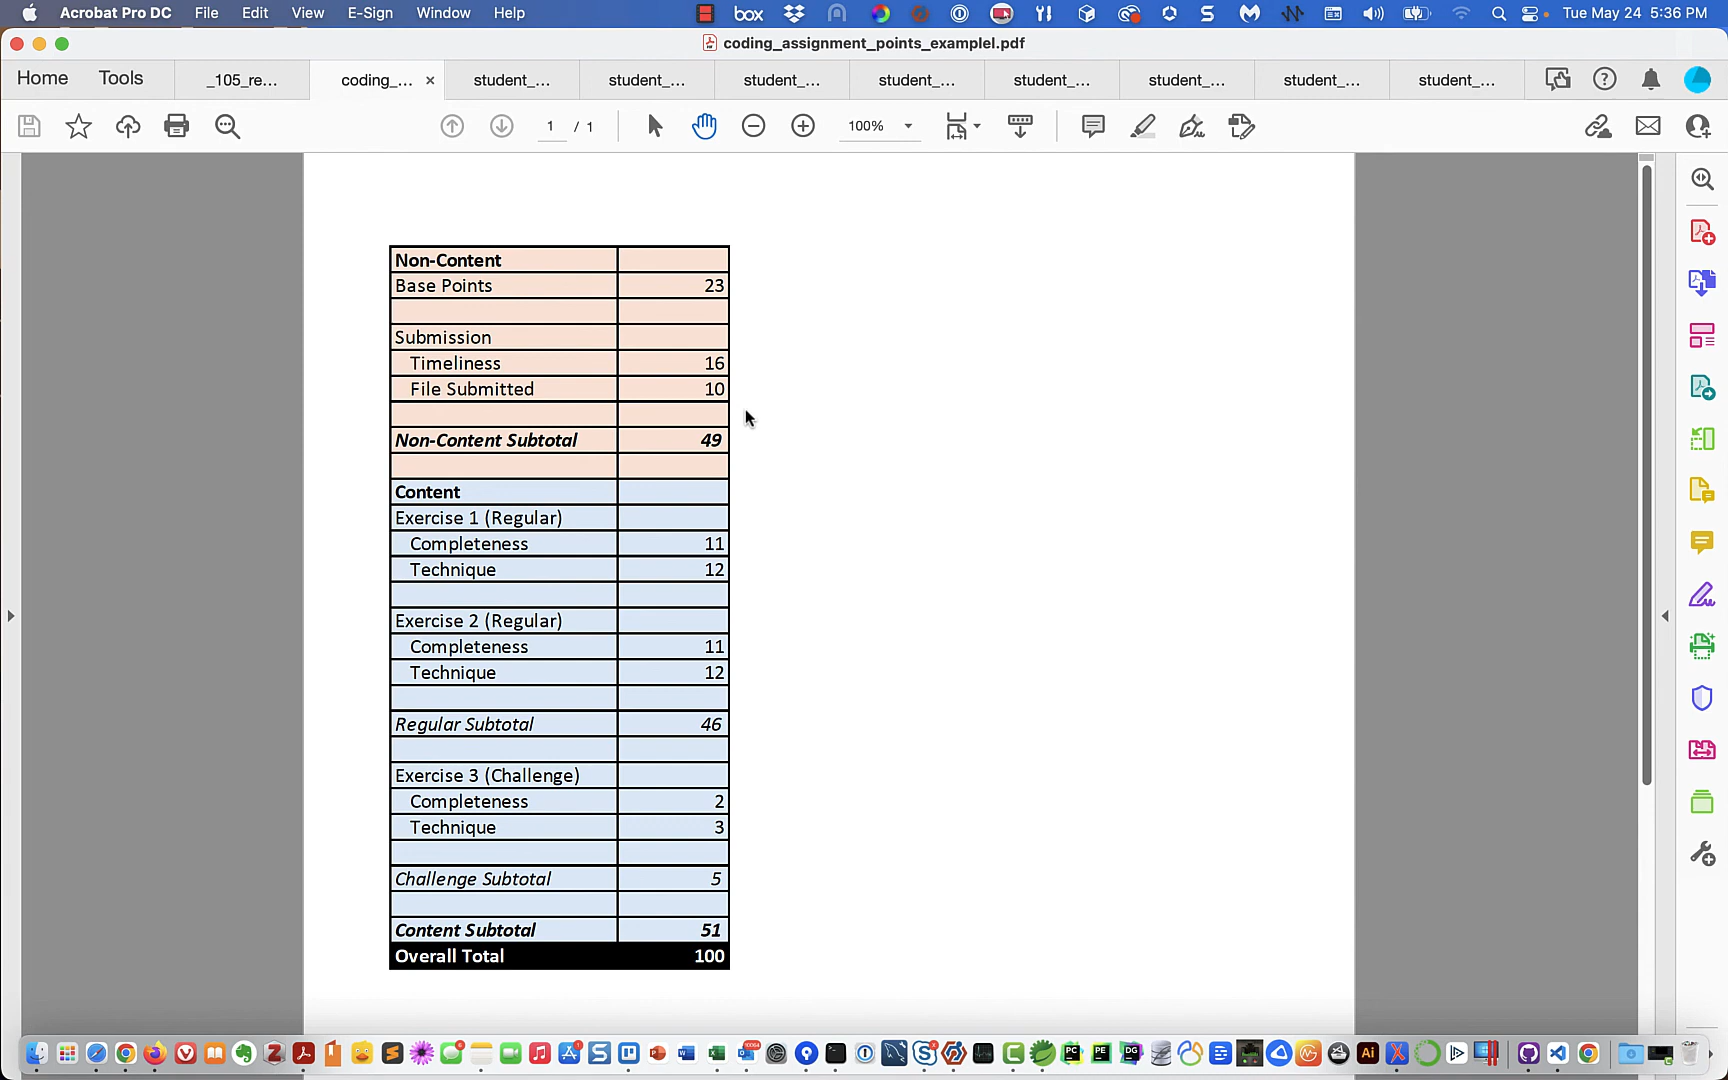 Acrobat Pro DC File Edit View E-Sign Window Help box Tue May 24 5:36 PM
coding_assignment_points_examplel.pdf
Home Tools _105_re... coding_... × student_... student_... student_... student_... student_... student_... student_... student_...
1 / 1 100%
Non-Content
Base Points 23
Submission
Timeliness 16
File Submitted 10
Non-Content Subtotal 49
Content
Exercise 1 (Regular)
Completeness 11
Technique 12
Exercise 2 (Regular)
Completeness 11
Technique 12
Regular Subtotal 46
Exercise 3 (Challenge)
Completeness 2
Technique 3
Challenge Subtotal 5
Content Subtotal 51
Overall Total 100